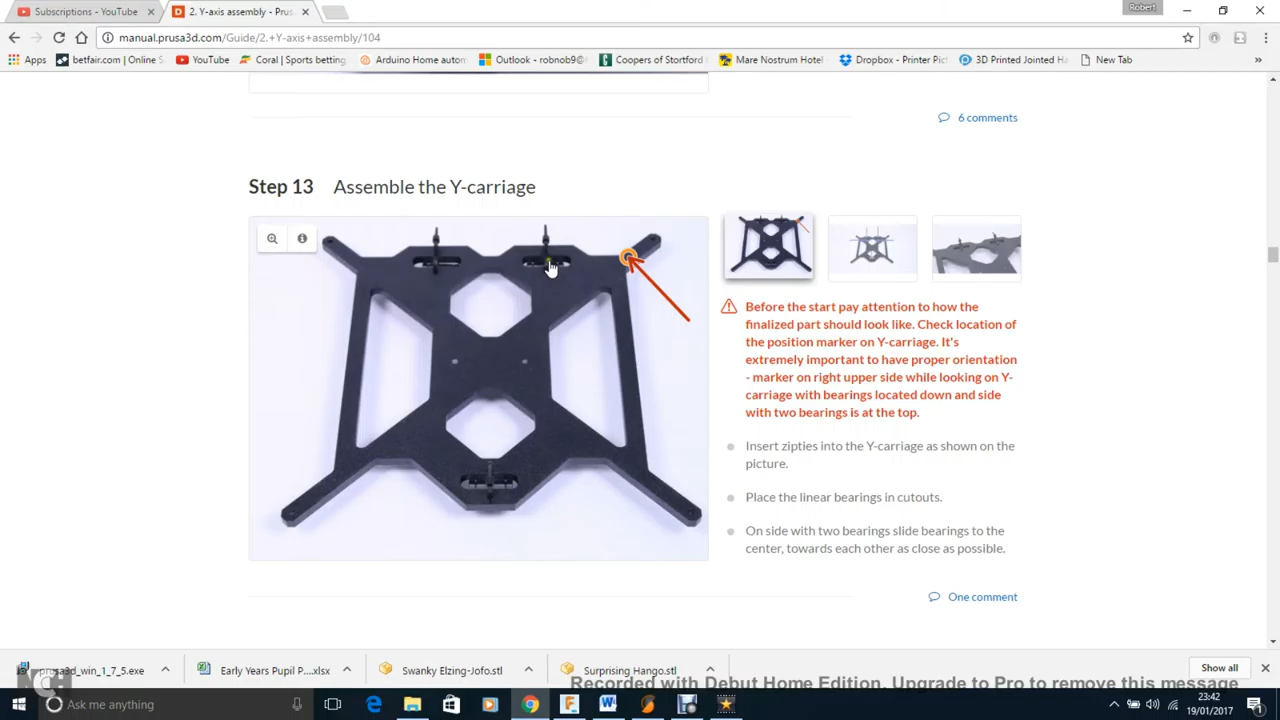 Subscriptions - YouTube
2. Y-axis assembly - Prus
Robert
manual.prusa3d.com/Guide/2.+Y-axis+assembly/104
Apps
betfair.com | Online S
YouTube
Coral | Sports betting
Arduino Home autom
Outlook - robnob9@
Coopers of Stortford |
Mare Nostrum Hotel
Dropbox - Printer Pict
3D Printed Jointed Ha
New Tab
»
6 comments
Step 13 Assemble the Y-carriage
Before the start pay attention to how the
finalized part should look like. Check location of
the position marker on Y-carriage. It's
extremely important to have proper orientation
- marker on right upper side while looking on Y-
carriage with bearings located down and side
with two bearings is at the top.
Insert zipties into the Y-carriage as shown on the
picture.
Place the linear bearings in cutouts.
On side with two bearings slide bearings to the
center, towards each other as close as possible.
One comment
prusa3d_win_1_7_5.exe
Early Years Pupil P....xlsx
Swanky Elzing-Jofo.stl
Surprising Hango.stl
Show all
Recorded with Debut Home Edition. Upgrade to Pro to remove this message
Ask me anything
23:42
19/01/2017